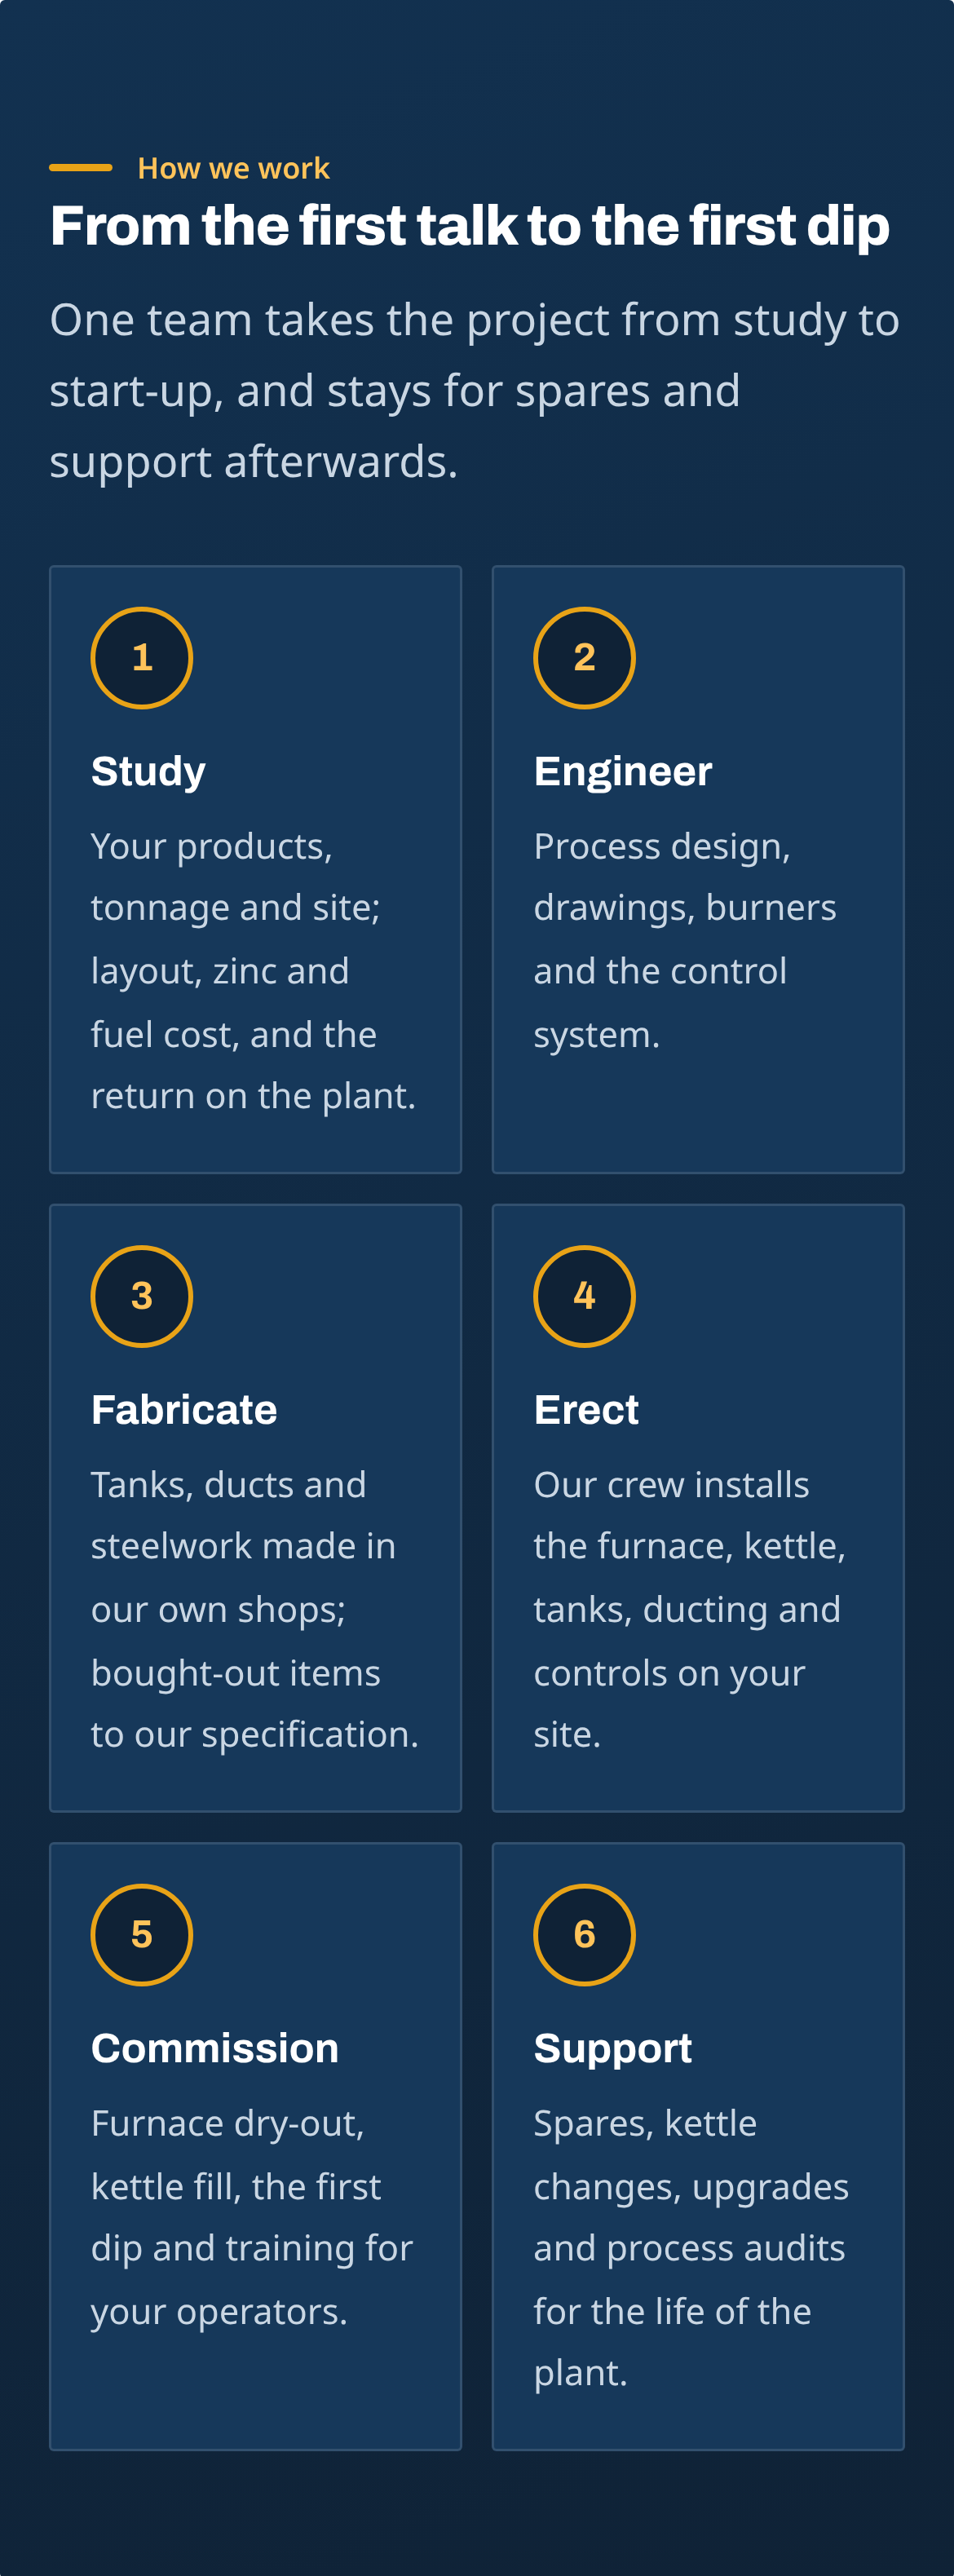 How we work
From the first talk to the first dip
One team takes the project from study to
start-up, and stays for spares and
support afterwards.
1
Study
Your products,
tonnage and site;
layout, zinc and
fuel cost, and the
return on the plant.
2
Engineer
Process design,
drawings, burners
and the control
system.
3
Fabricate
Tanks, ducts and
steelwork made in
our own shops;
bought-out items
to our specification.
4
Erect
Our crew installs
the furnace, kettle,
tanks, ducting and
controls on your
site.
5
Commission
Furnace dry-out,
kettle fill, the first
dip and training for
your operators.
6
Support
Spares, kettle
changes, upgrades
and process audits
for the life of the
plant.